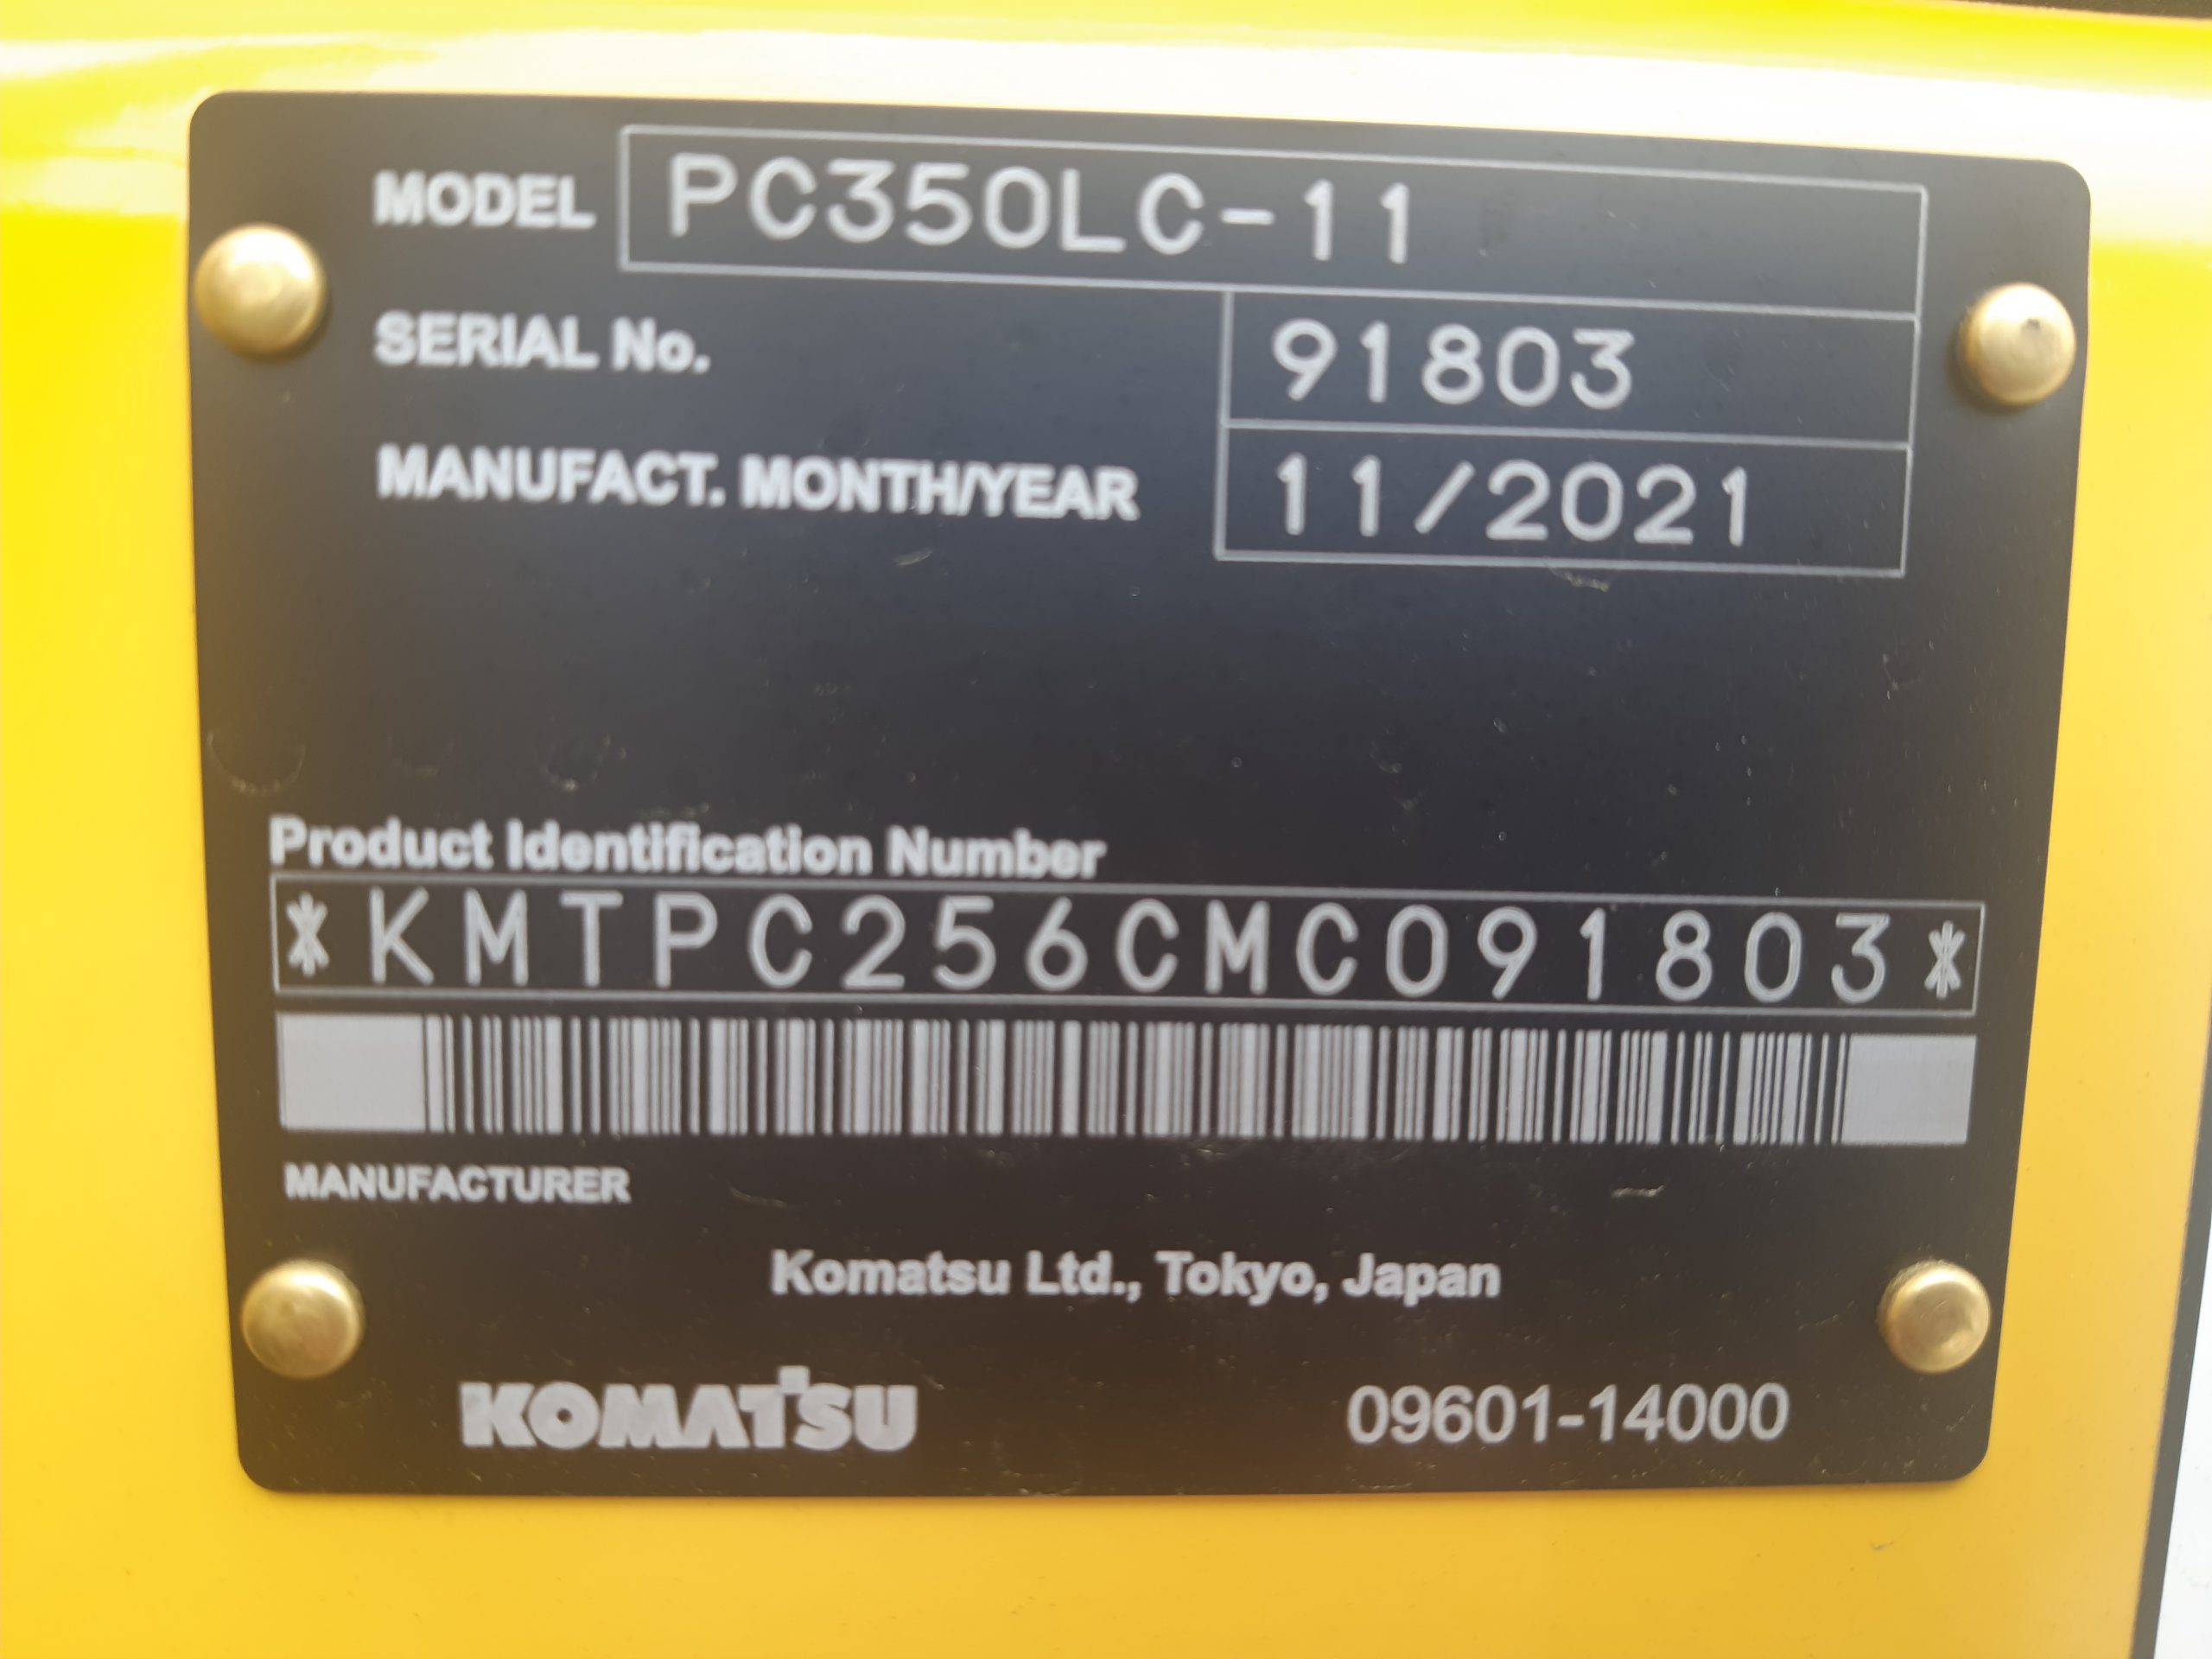 MODEL PC350LC-11
SERIAL No. 91803
MANUFACT. MONTH/YEAR 11/2021
Product Identification Number
*KMTPC256CMC091803*
MANUFACTURER
Komatsu Ltd., Tokyo, Japan
KOMATSU 09601-14000